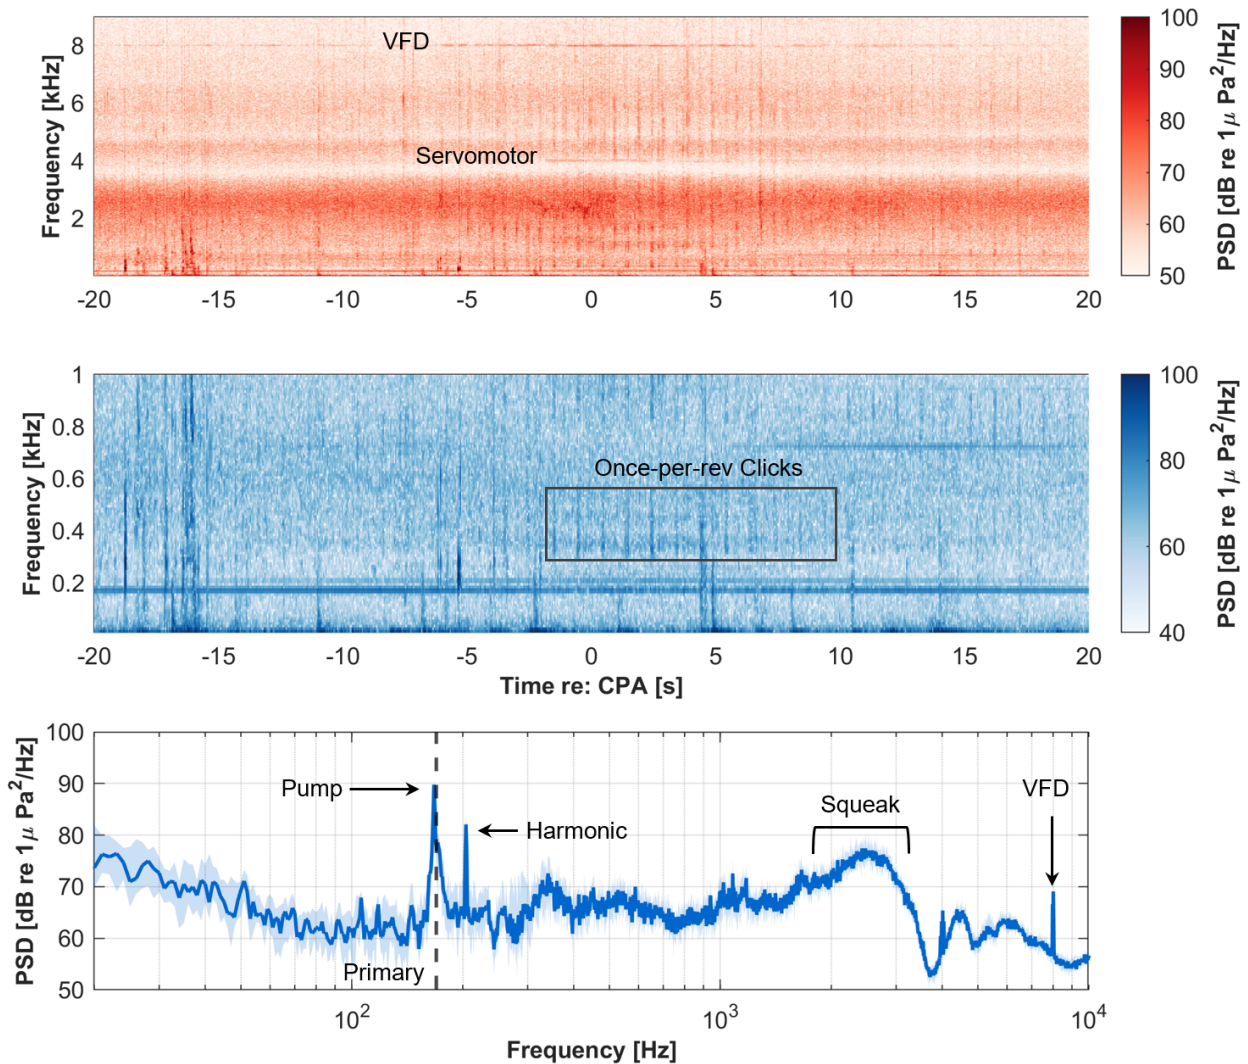 Frequency [kHz]
8
6
4
2
VFD
Servomotor
-20 -15 -10 -5 0 5 10 15 20
100
90
80
70
60
50
PSD [dB re 1μ Pa²/Hz]
Frequency [kHz]
1
0.8
0.6
0.4
0.2
Once-per-rev Clicks
-20 -15 -10 -5 0 5 10 15 20
Time re: CPA [s]
100
80
60
40
PSD [dB re 1μ Pa²/Hz]
PSD [dB re 1μ Pa²/Hz]
100
90
80
70
60
50
Pump
Harmonic
Squeak
VFD
Primary
10² 10³ 10⁴
Frequency [Hz]